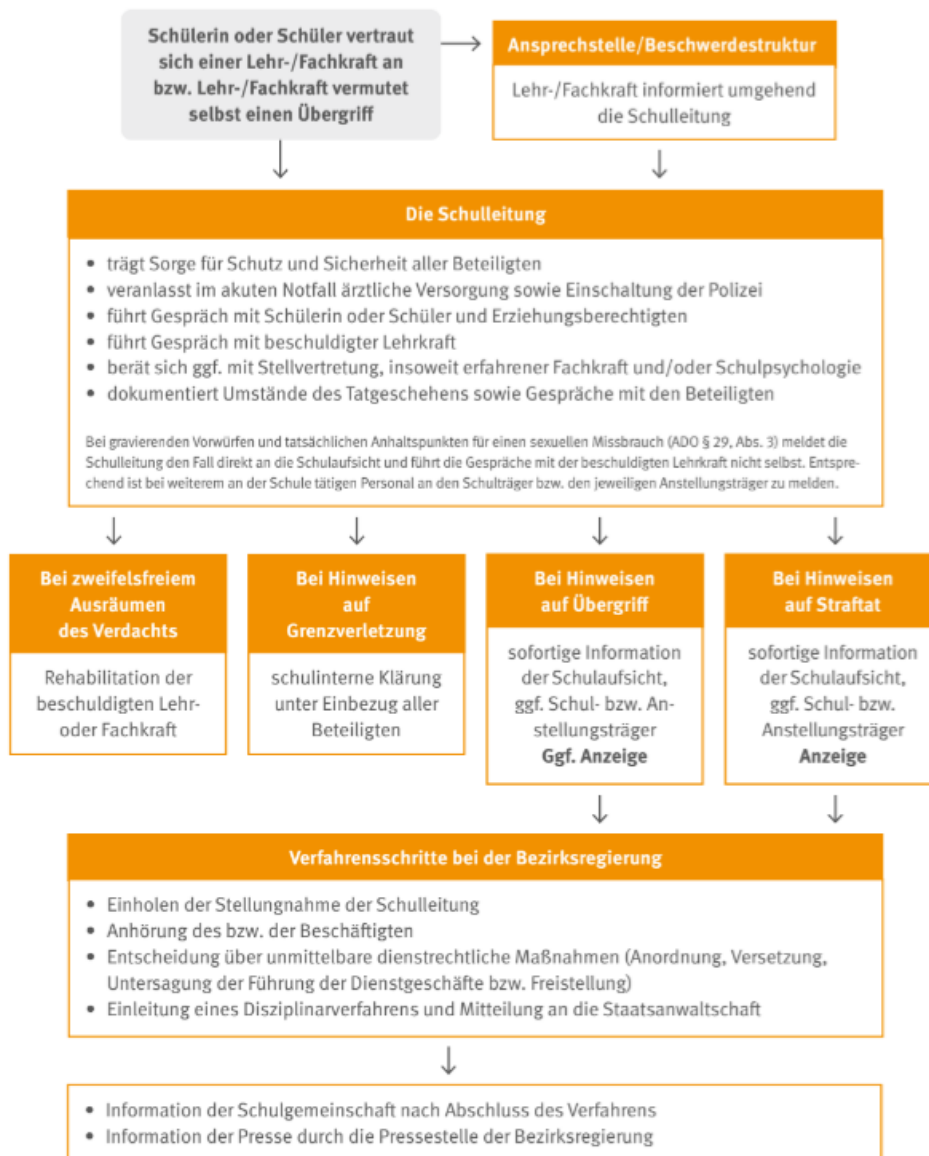 Schülerin oder Schüler vertraut
sich einer Lehr-/Fachkraft an
bzw. Lehr-/Fachkraft vermutet
selbst einen Übergriff
Ansprechstelle/Beschwerdestruktur
Lehr-/Fachkraft informiert umgehend
die Schulleitung
Die Schulleitung
• trägt Sorge für Schutz und Sicherheit aller Beteiligten
• veranlasst im akuten Notfall ärztliche Versorgung sowie Einschaltung der Polizei
• führt Gespräch mit Schülerin oder Schüler und Erziehungsberechtigten
• führt Gespräch mit beschuldigter Lehrkraft
• berät sich ggf. mit Stellvertretung, insoweit erfahrener Fachkraft und/oder Schulpsychologie
• dokumentiert Umstände des Tatgeschehens sowie Gespräche mit den Beteiligten
Bei gravierenden Vorwürfen und tatsächlichen Anhaltspunkten für einen sexuellen Missbrauch (ADO § 29, Abs. 3) meldet die
Schulleitung den Fall direkt an die Schulaufsicht und führt die Gespräche mit der beschuldigten Lehrkraft nicht selbst. Entspre-
chend ist bei weiterem an der Schule tätigen Personal an den Schulträger bzw. den jeweiligen Anstellungsträger zu melden.
Bei zweifelsfreiem
Ausräumen
des Verdachts
Rehabilitation der
beschuldigten Lehr-
oder Fachkraft
Bei Hinweisen
auf
Grenzverletzung
schulinterne Klärung
unter Einbezug aller
Beteiligten
Bei Hinweisen
auf Übergriff
sofortige Information
der Schulaufsicht,
ggf. Schul- bzw. An-
stellungsträger
Ggf. Anzeige
Bei Hinweisen
auf Straftat
sofortige Information
der Schulaufsicht,
ggf. Schul- bzw.
Anstellungsträger
Anzeige
Verfahrensschritte bei der Bezirksregierung
• Einholen der Stellungnahme der Schulleitung
• Anhörung des bzw. der Beschäftigten
• Entscheidung über unmittelbare dienstrechtliche Maßnahmen (Anordnung, Versetzung,
Untersagung der Führung der Dienstgeschäfte bzw. Freistellung)
• Einleitung eines Disziplinarverfahrens und Mitteilung an die Staatsanwaltschaft
• Information der Schulgemeinschaft nach Abschluss des Verfahrens
• Information der Presse durch die Pressestelle der Bezirksregierung